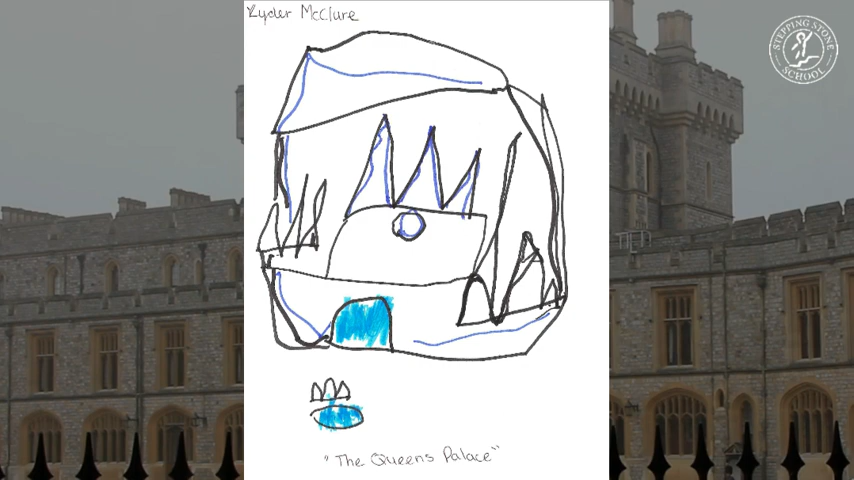 Ryder McClure
STEPPING STONE
SCHOOL
"The Queens Palace"